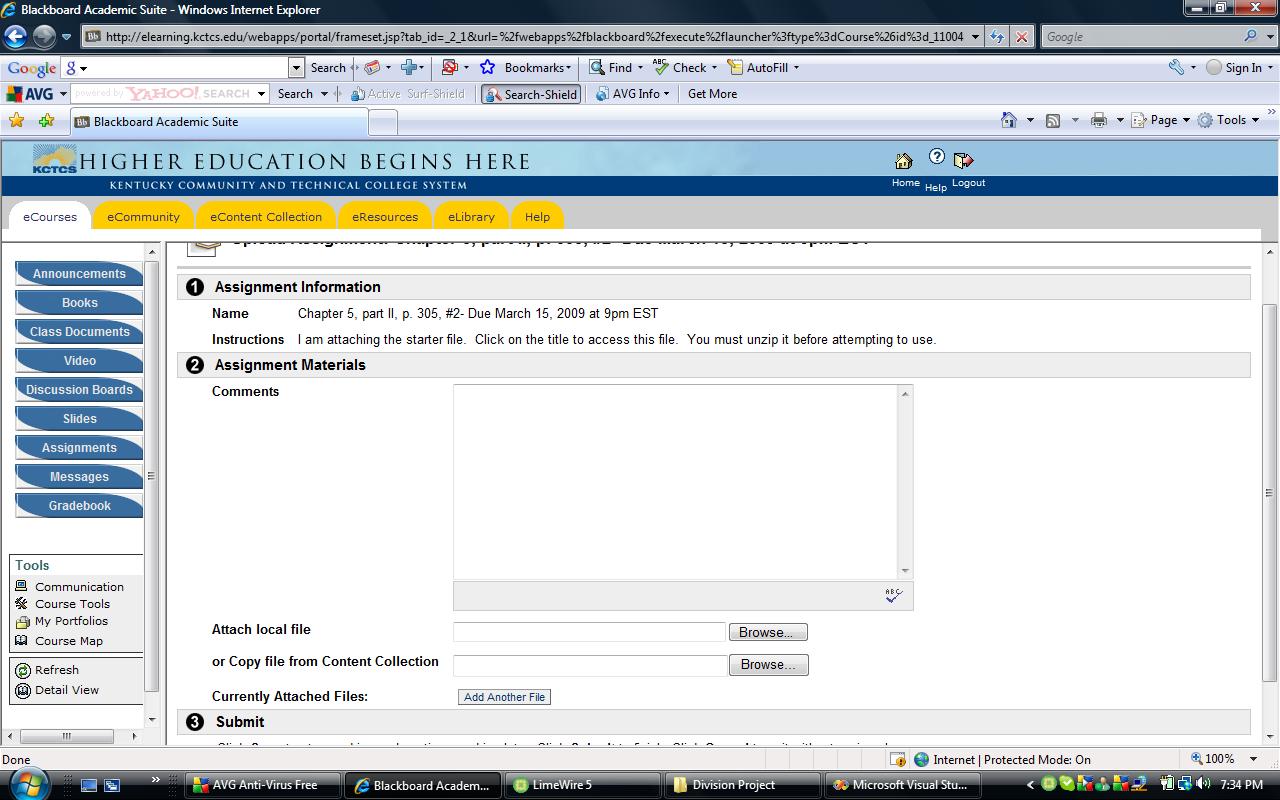 Blackboard Academic Suite - Windows Internet Explorer
http://elearning.kctcs.edu/webapps/portal/frameset.jsp?tab_id=_2_1&url=%2fwebapps%2fblackboard%2fexecute%2flauncher%3ftype%3dCourse%26id%3d_11004
Google
Google g Search Bookmarks Find ABC Check AutoFill Sign In
AVG powered by YAHOO! SEARCH Search Active Surf-Shield Search-Shield AVG Info Get More
Bb Blackboard Academic Suite Page Tools
KCTCS HIGHER EDUCATION BEGINS HERE
KENTUCKY COMMUNITY AND TECHNICAL COLLEGE SYSTEM
Home Help Logout
eCourses eCommunity eContent Collection eResources eLibrary Help
Announcements
Books
Class Documents
Video
Discussion Boards
Slides
Assignments
Messages
Gradebook
Tools
Communication
Course Tools
My Portfolios
Course Map
Refresh
Detail View
1 Assignment Information
Name Chapter 5, part II, p. 305, #2- Due March 15, 2009 at 9pm EST
Instructions I am attaching the starter file. Click on the title to access this file. You must unzip it before attempting to use.
2 Assignment Materials
Comments
ABC
Attach local file Browse...
or Copy file from Content Collection Browse...
Currently Attached Files: Add Another File
3 Submit
Done Internet | Protected Mode: On 100%
AVG Anti-Virus Free Blackboard Academ... LimeWire 5 Division Project Microsoft Visual Stu... 7:34 PM